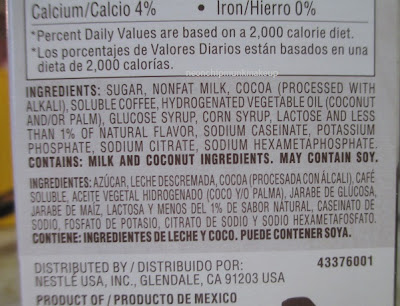 Calcium/Calcio 4% • Iron/Hierro 0%
*Percent Daily Values are based on a 2,000 calorie diet.
*Los porcentajes de Valores Diarios están basados en una
dieta de 2,000 calorías.
INGREDIENTS: SUGAR, NONFAT MILK, COCOA (PROCESSED WITH
ALKALI), SOLUBLE COFFEE, HYDROGENATED VEGETABLE OIL (COCONUT
AND/OR PALM), GLUCOSE SYRUP, CORN SYRUP, LACTOSE AND LESS
THAN 1% OF NATURAL FLAVOR, SODIUM CASEINATE, POTASSIUM
PHOSPHATE, SODIUM CITRATE, SODIUM HEXAMETAPHOSPHATE.
CONTAINS: MILK AND COCONUT INGREDIENTS. MAY CONTAIN SOY.
INGREDIENTES: AZÚCAR, LECHE DESCREMADA, COCOA (PROCESADA CON ÁLCALI), CAFÉ
SOLUBLE, ACEITE VEGETAL HIDROGENADO (COCO Y/O PALMA), JARABE DE GLUCOSA,
JARABE DE MAÍZ, LACTOSA Y MENOS DEL 1% DE SABOR NATURAL, CASEINATO DE
SODIO, FOSFATO DE POTASIO, CITRATO DE SODIO Y SODIO HEXAMETAFOSFATO.
CONTIENE: INGREDIENTES DE LECHE Y COCO. PUEDE CONTENER SOYA.
DISTRIBUTED BY / DISTRIBUIDO POR: 43376001
NESTLÉ USA, INC., GLENDALE, CA 91203 USA
PRODUCT OF / PRODUCTO DE MEXICO